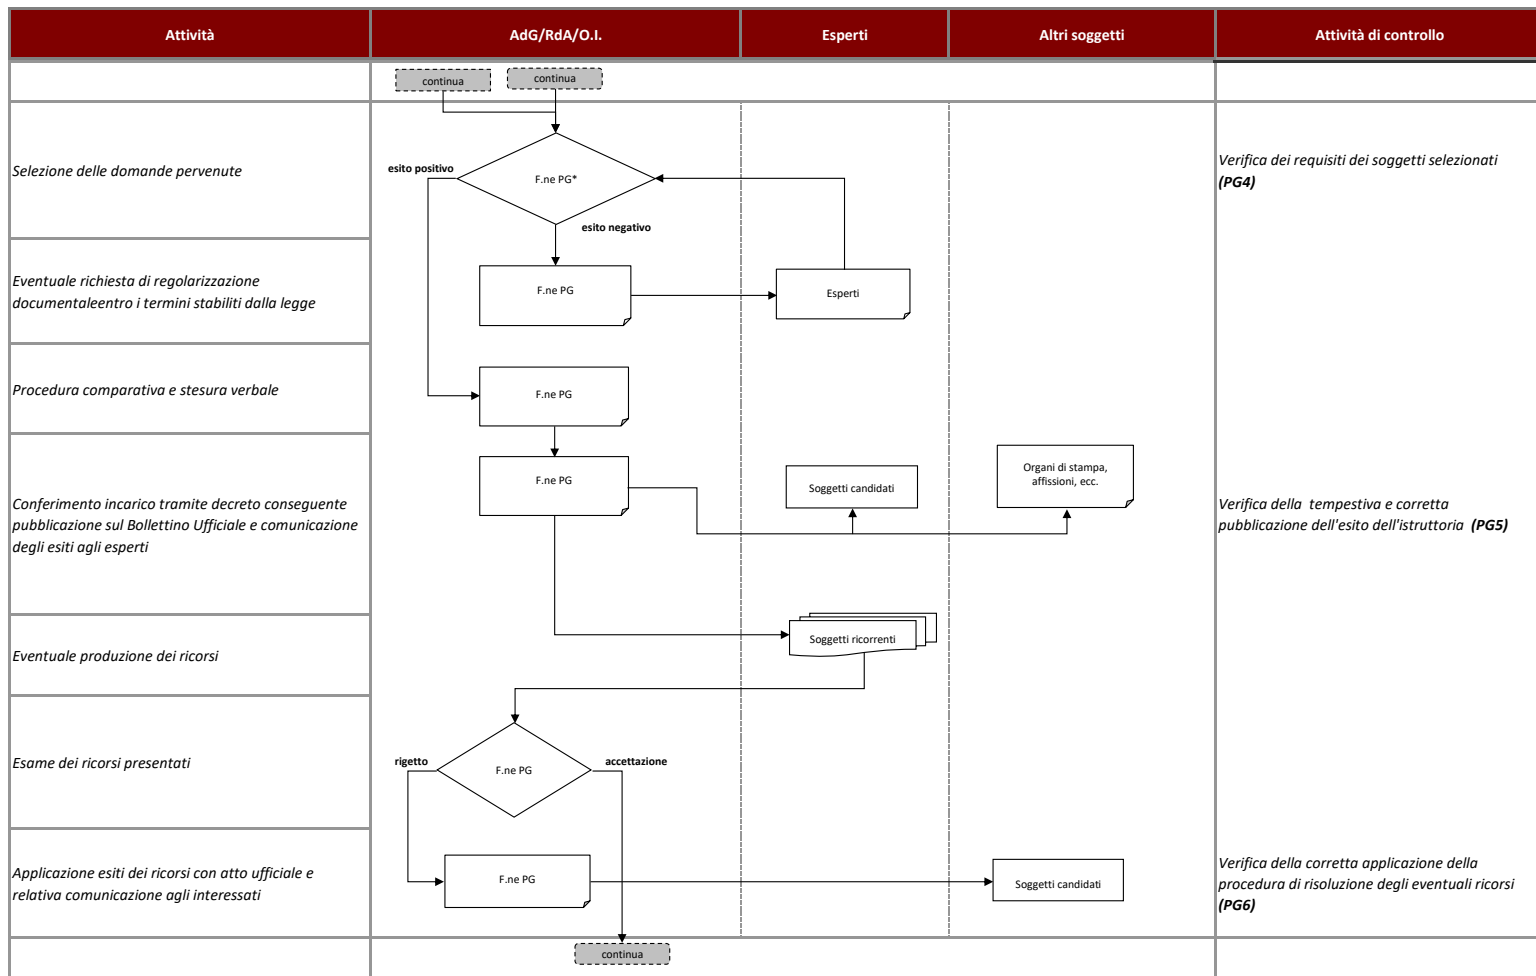 Attività
AdG/RdA/O.I.
Esperti
Altri soggetti
Attività di controllo
continua
continua
Selezione delle domande pervenute
esito positivo
F.ne PG*
esito negativo
Verifica dei requisiti dei soggetti selezionati
(PG4)
Eventuale richiesta di regolarizzazione
documentaleentro i termini stabiliti dalla legge
F.ne PG
Esperti
Procedura comparativa e stesura verbale
F.ne PG
Conferimento incarico tramite decreto conseguente
pubblicazione sul Bollettino Ufficiale e comunicazione
degli esiti agli esperti
F.ne PG
Soggetti candidati
Organi di stampa,
affissioni, ecc.
Verifica della  tempestiva e corretta
pubblicazione dell'esito dell'istruttoria  (PG5)
Eventuale produzione dei ricorsi
Soggetti ricorrenti
Esame dei ricorsi presentati
rigetto
F.ne PG
accettazione
Applicazione esiti dei ricorsi con atto ufficiale e
relativa comunicazione agli interessati
F.ne PG
Soggetti candidati
Verifica della corretta applicazione della
procedura di risoluzione degli eventuali ricorsi
(PG6)
continua